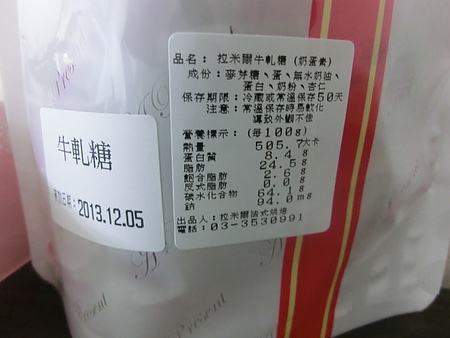 品名：拉米爾牛軋糖（奶蛋素）
成份：麥芽糖、蛋、無水奶油、
蛋白、奶粉、杏仁
保存期限：冷藏或常溫保存50天
注意：常溫保存時易軟化
導致外觀不佳
營養標示：（每100g）
熱量 505.7大卡
蛋白質 8.4g
脂肪 24.5g
飽合脂肪 2.6g
反式脂肪 0.0g
碳水化合物 64.1g
鈉 94.0mg
出品人：拉米爾法式烘焙
電話：03-3530991
牛軋糖
日期：2013.12.05
Present
Present